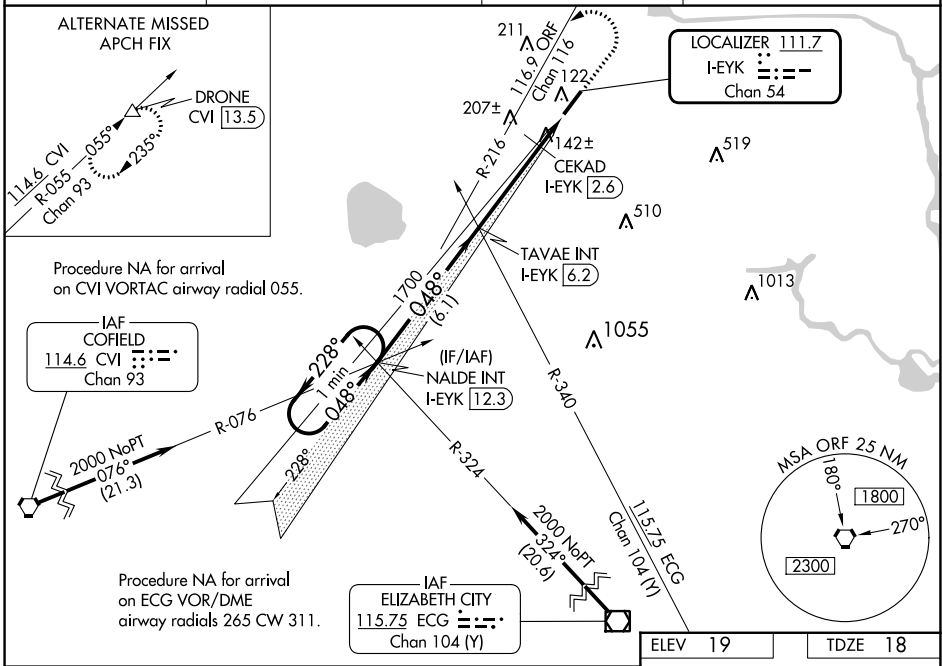 ALTERNATE MISSED
APCH FIX
DRONE
CVI 13.5
055°
235°
114.6 CVI
R-055
Chan 93
211
116.9 ORF
Chan 116
122
207±
R-216
142±
CEKAD
I-EYK 2.6
LOCALIZER 111.7
I-EYK
Chan 54
519
510
TAVAE INT
I-EYK 6.2
1013
1055
Procedure NA for arrival
on CVI VORTAC airway radial 055.
1700
048°
(6.1)
IAF
COFIELD
114.6 CVI
Chan 93
228°
1 min
048°
(IF/IAF)
NALDE INT
I-EYK 12.3
R-340
R-076
2000 NoPT
076°
(21.3)
228°
R-324
2000 NoPT
324°
(20.6)
115.75 ECG
Chan 104 (Y)
MSA ORF 25 NM
180°
1800
270°
2300
Procedure NA for arrival
on ECG VOR/DME
airway radials 265 CW 311.
IAF
ELIZABETH CITY
115.75 ECG
Chan 104 (Y)
ELEV 19
TDZE 18